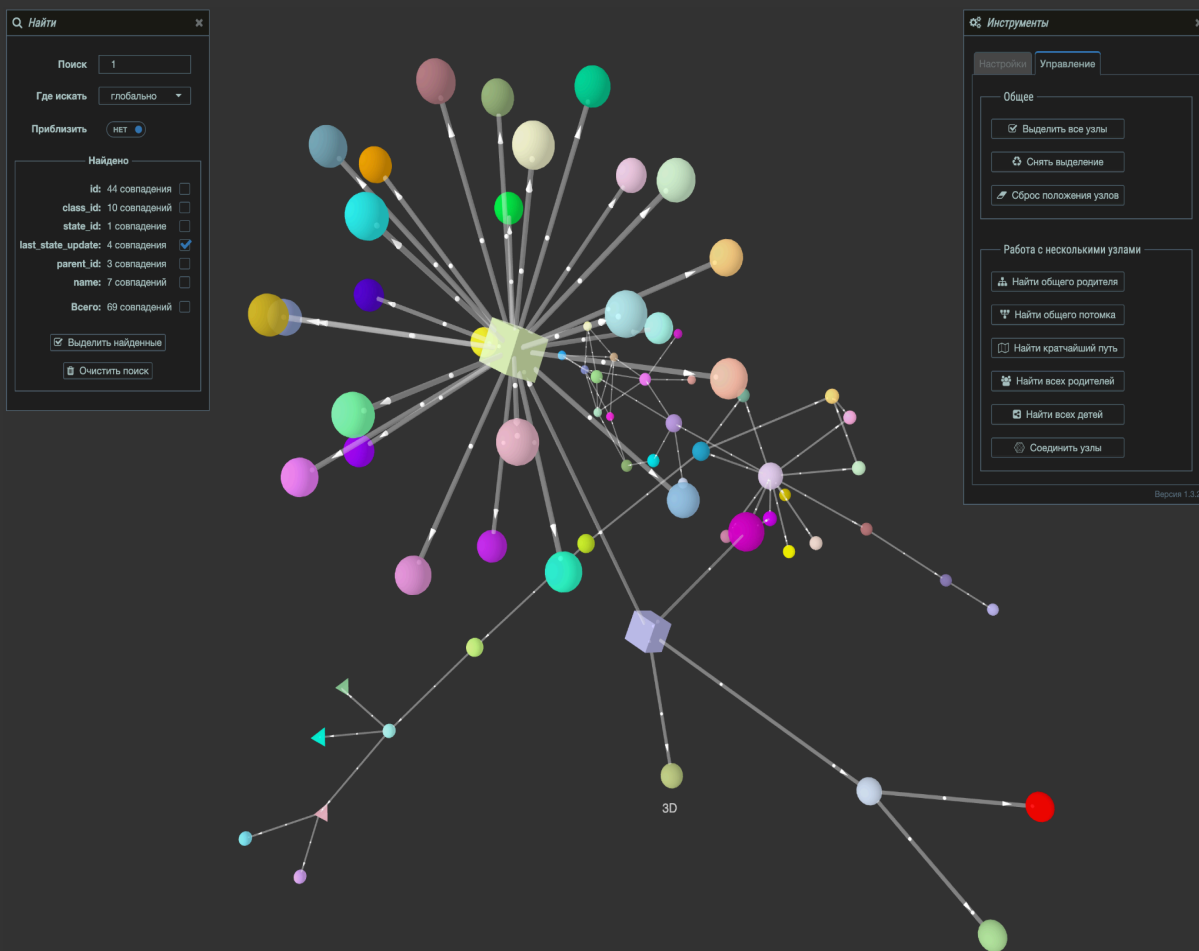 Найти
Поиск 1
Где искать глобально
Приблизить НЕТ
Найдено
id: 44 совпадения
class_id: 10 совпадений
state_id: 1 совпадение
last_state_update: 4 совпадения
parent_id: 3 совпадения
name: 7 совпадений
Всего: 69 совпадений
Выделить найденные
Очистить поиск
3D
Инструменты
Настройки Управление
Общее
Выделить все узлы
Снять выделение
Сброс положения узлов
Работа с несколькими узлами
Найти общего родителя
Найти общего потомка
Найти кратчайший путь
Найти всех родителей
Найти всех детей
Соединить узлы
Версия 1.3.